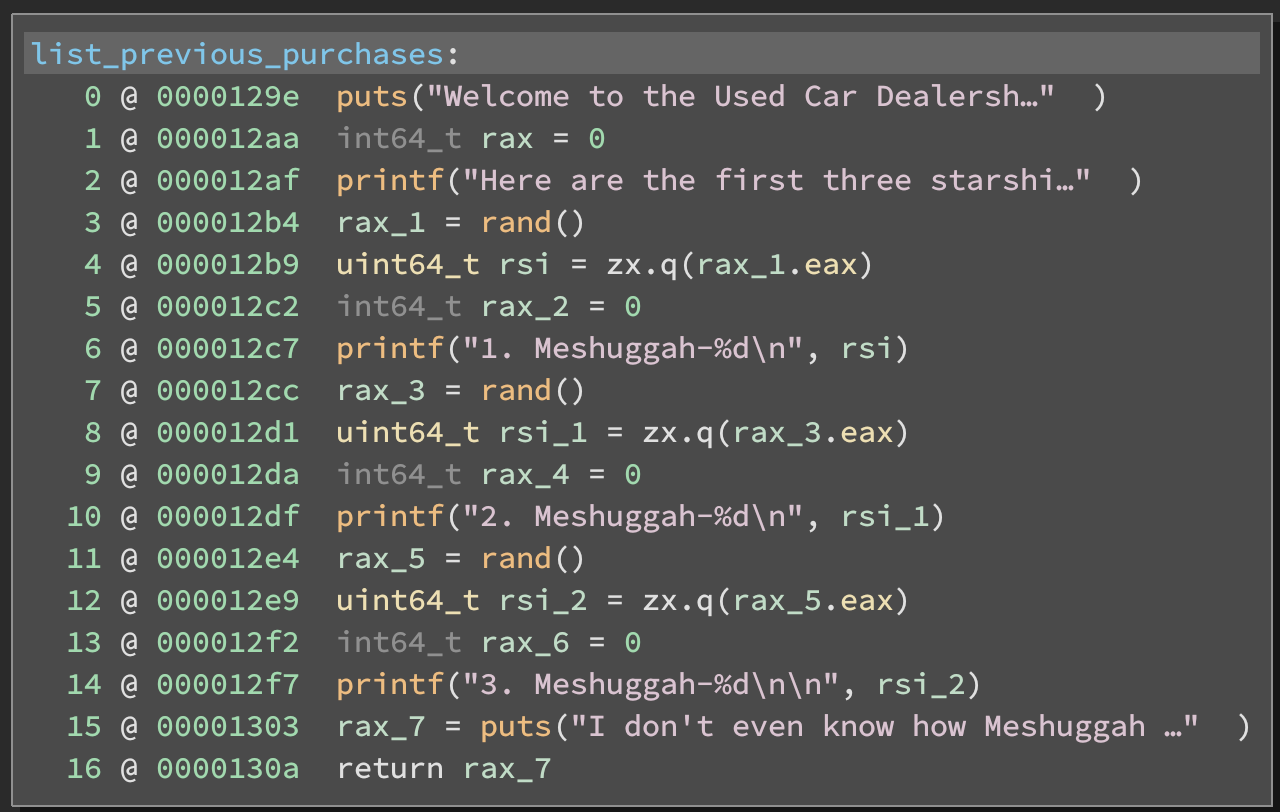 list_previous_purchases:
0 @ 0000129e  puts("Welcome to the Used Car Dealersh…"  )
1 @ 000012aa  int64_t rax = 0
2 @ 000012af  printf("Here are the first three starshi…"  )
3 @ 000012b4  rax_1 = rand()
4 @ 000012b9  uint64_t rsi = zx.q(rax_1.eax)
5 @ 000012c2  int64_t rax_2 = 0
6 @ 000012c7  printf("1. Meshuggah-%d\n", rsi)
7 @ 000012cc  rax_3 = rand()
8 @ 000012d1  uint64_t rsi_1 = zx.q(rax_3.eax)
9 @ 000012da  int64_t rax_4 = 0
10 @ 000012df  printf("2. Meshuggah-%d\n", rsi_1)
11 @ 000012e4  rax_5 = rand()
12 @ 000012e9  uint64_t rsi_2 = zx.q(rax_5.eax)
13 @ 000012f2  int64_t rax_6 = 0
14 @ 000012f7  printf("3. Meshuggah-%d\n\n", rsi_2)
15 @ 00001303  rax_7 = puts("I don't even know how Meshuggah …"  )
16 @ 0000130a  return rax_7